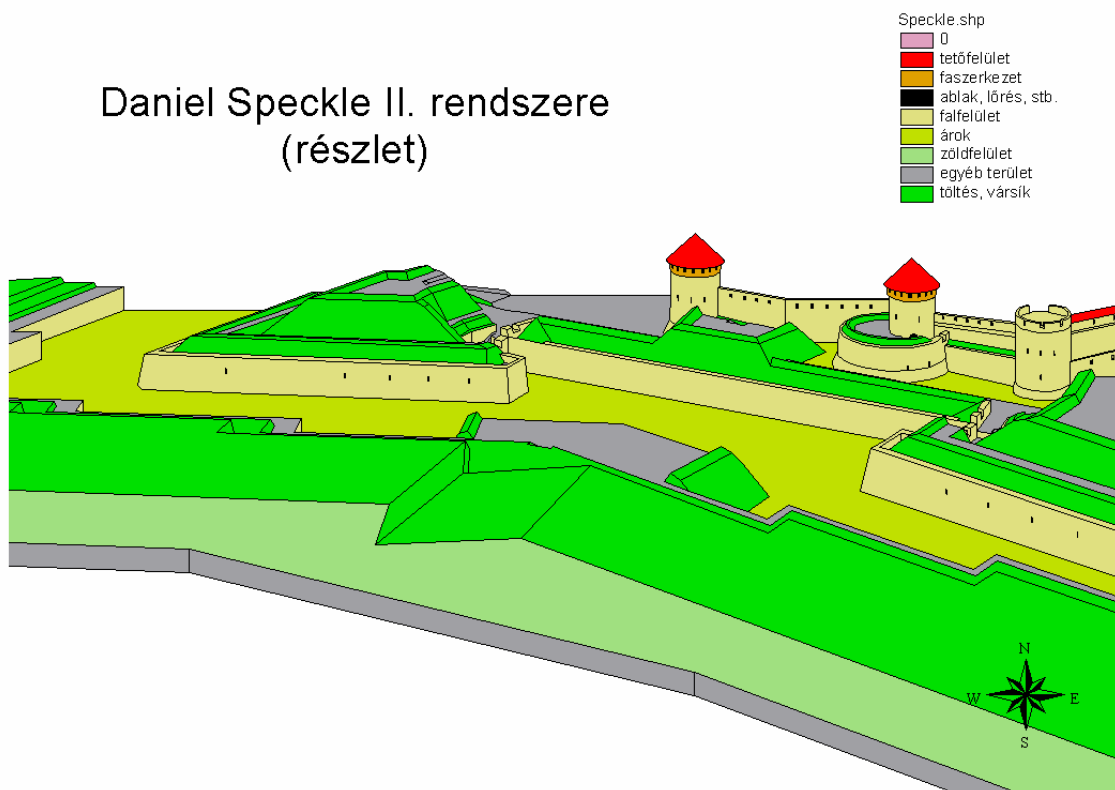 Speckle.shp
0
tetőfelület
faszerkezet
ablak, lőrés, stb.
falfelület
árok
zöldfelület
egyéb terület
töltés, vársík
Daniel Speckle II. rendszere
(részlet)
N
W E
S